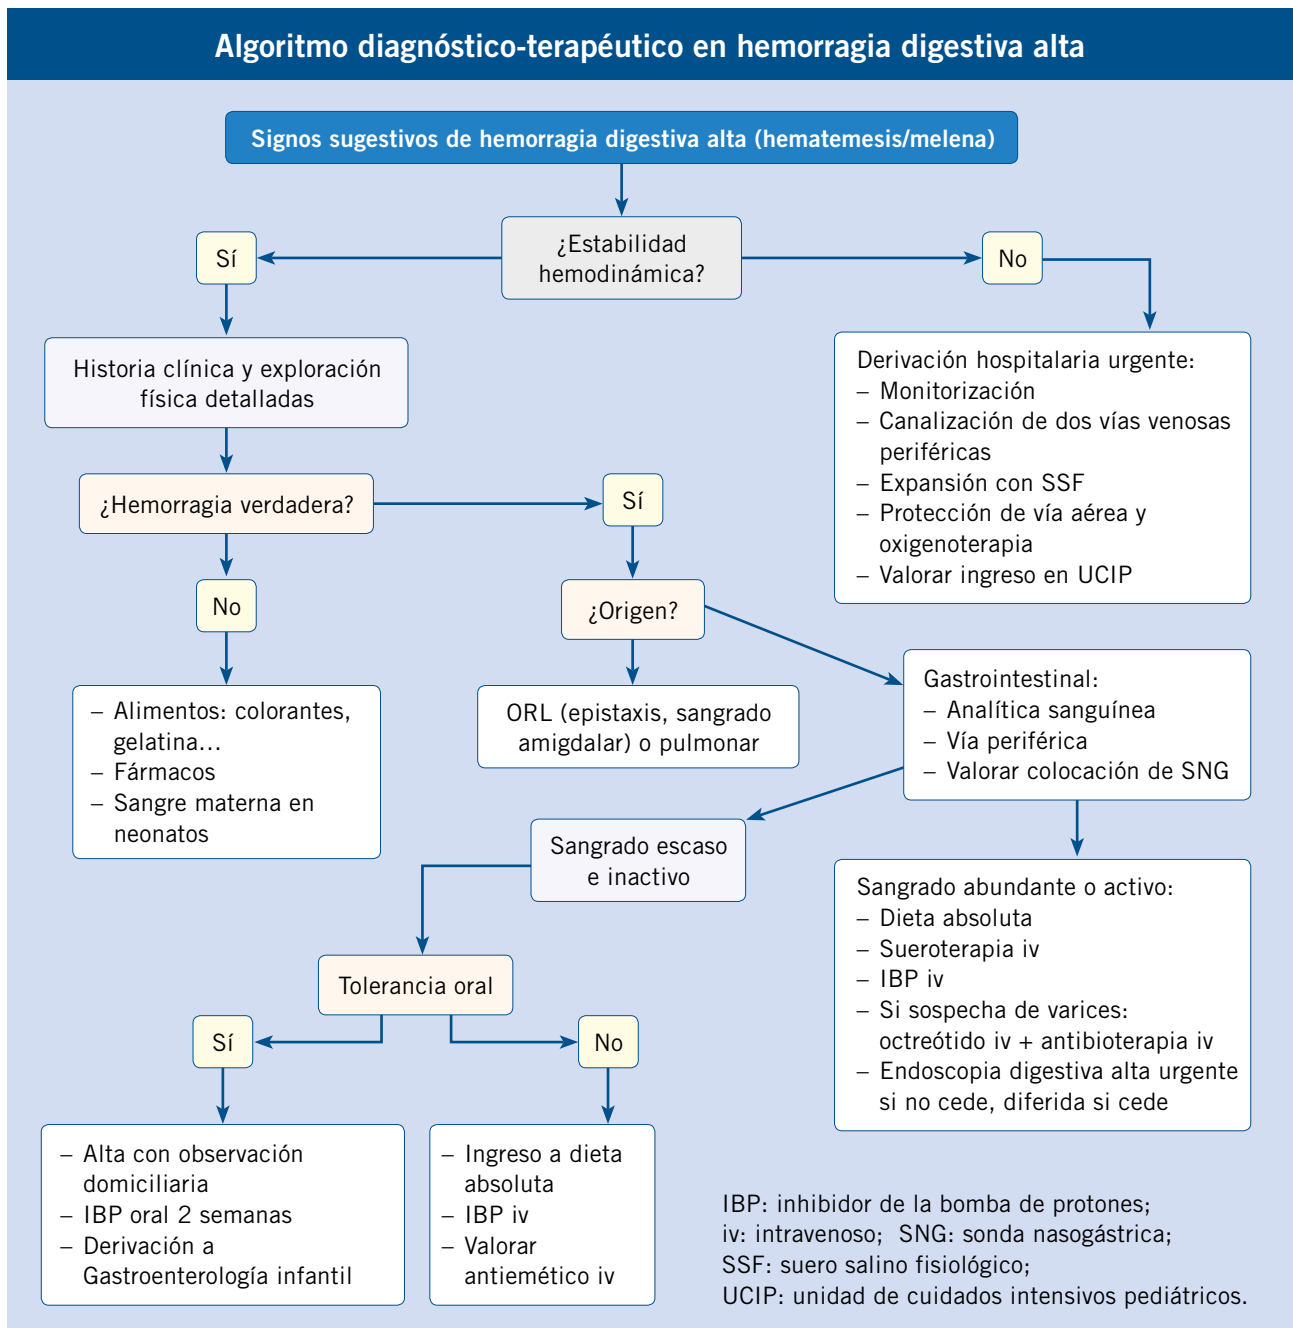 Algoritmo diagnóstico-terapéutico en hemorragia digestiva alta
Signos sugestivos de hemorragia digestiva alta (hematemesis/melena)
¿Estabilidad
hemodinámica?
Sí
No
Historia clínica y exploración
física detalladas
Derivación hospitalaria urgente:
– Monitorización
– Canalización de dos vías venosas
periféricas
– Expansión con SSF
– Protección de vía aérea y
oxigenoterapia
– Valorar ingreso en UCIP
¿Hemorragia verdadera?
Sí
No
¿Origen?
– Alimentos: colorantes,
gelatina...
– Fármacos
– Sangre materna en
neonatos
ORL (epistaxis, sangrado
amigdalar) o pulmonar
Gastrointestinal:
– Analítica sanguínea
– Vía periférica
– Valorar colocación de SNG
Sangrado escaso
e inactivo
Sangrado abundante o activo:
– Dieta absoluta
– Sueroterapia iv
– IBP iv
– Si sospecha de varices:
octreótido iv + antibioterapia iv
– Endoscopia digestiva alta urgente
si no cede, diferida si cede
Tolerancia oral
Sí
No
– Alta con observación
domiciliaria
– IBP oral 2 semanas
– Derivación a
Gastroenterología infantil
– Ingreso a dieta
absoluta
– IBP iv
– Valorar
antiemético iv
IBP: inhibidor de la bomba de protones;
iv: intravenoso; SNG: sonda nasogástrica;
SSF: suero salino fisiológico;
UCIP: unidad de cuidados intensivos pediátricos.